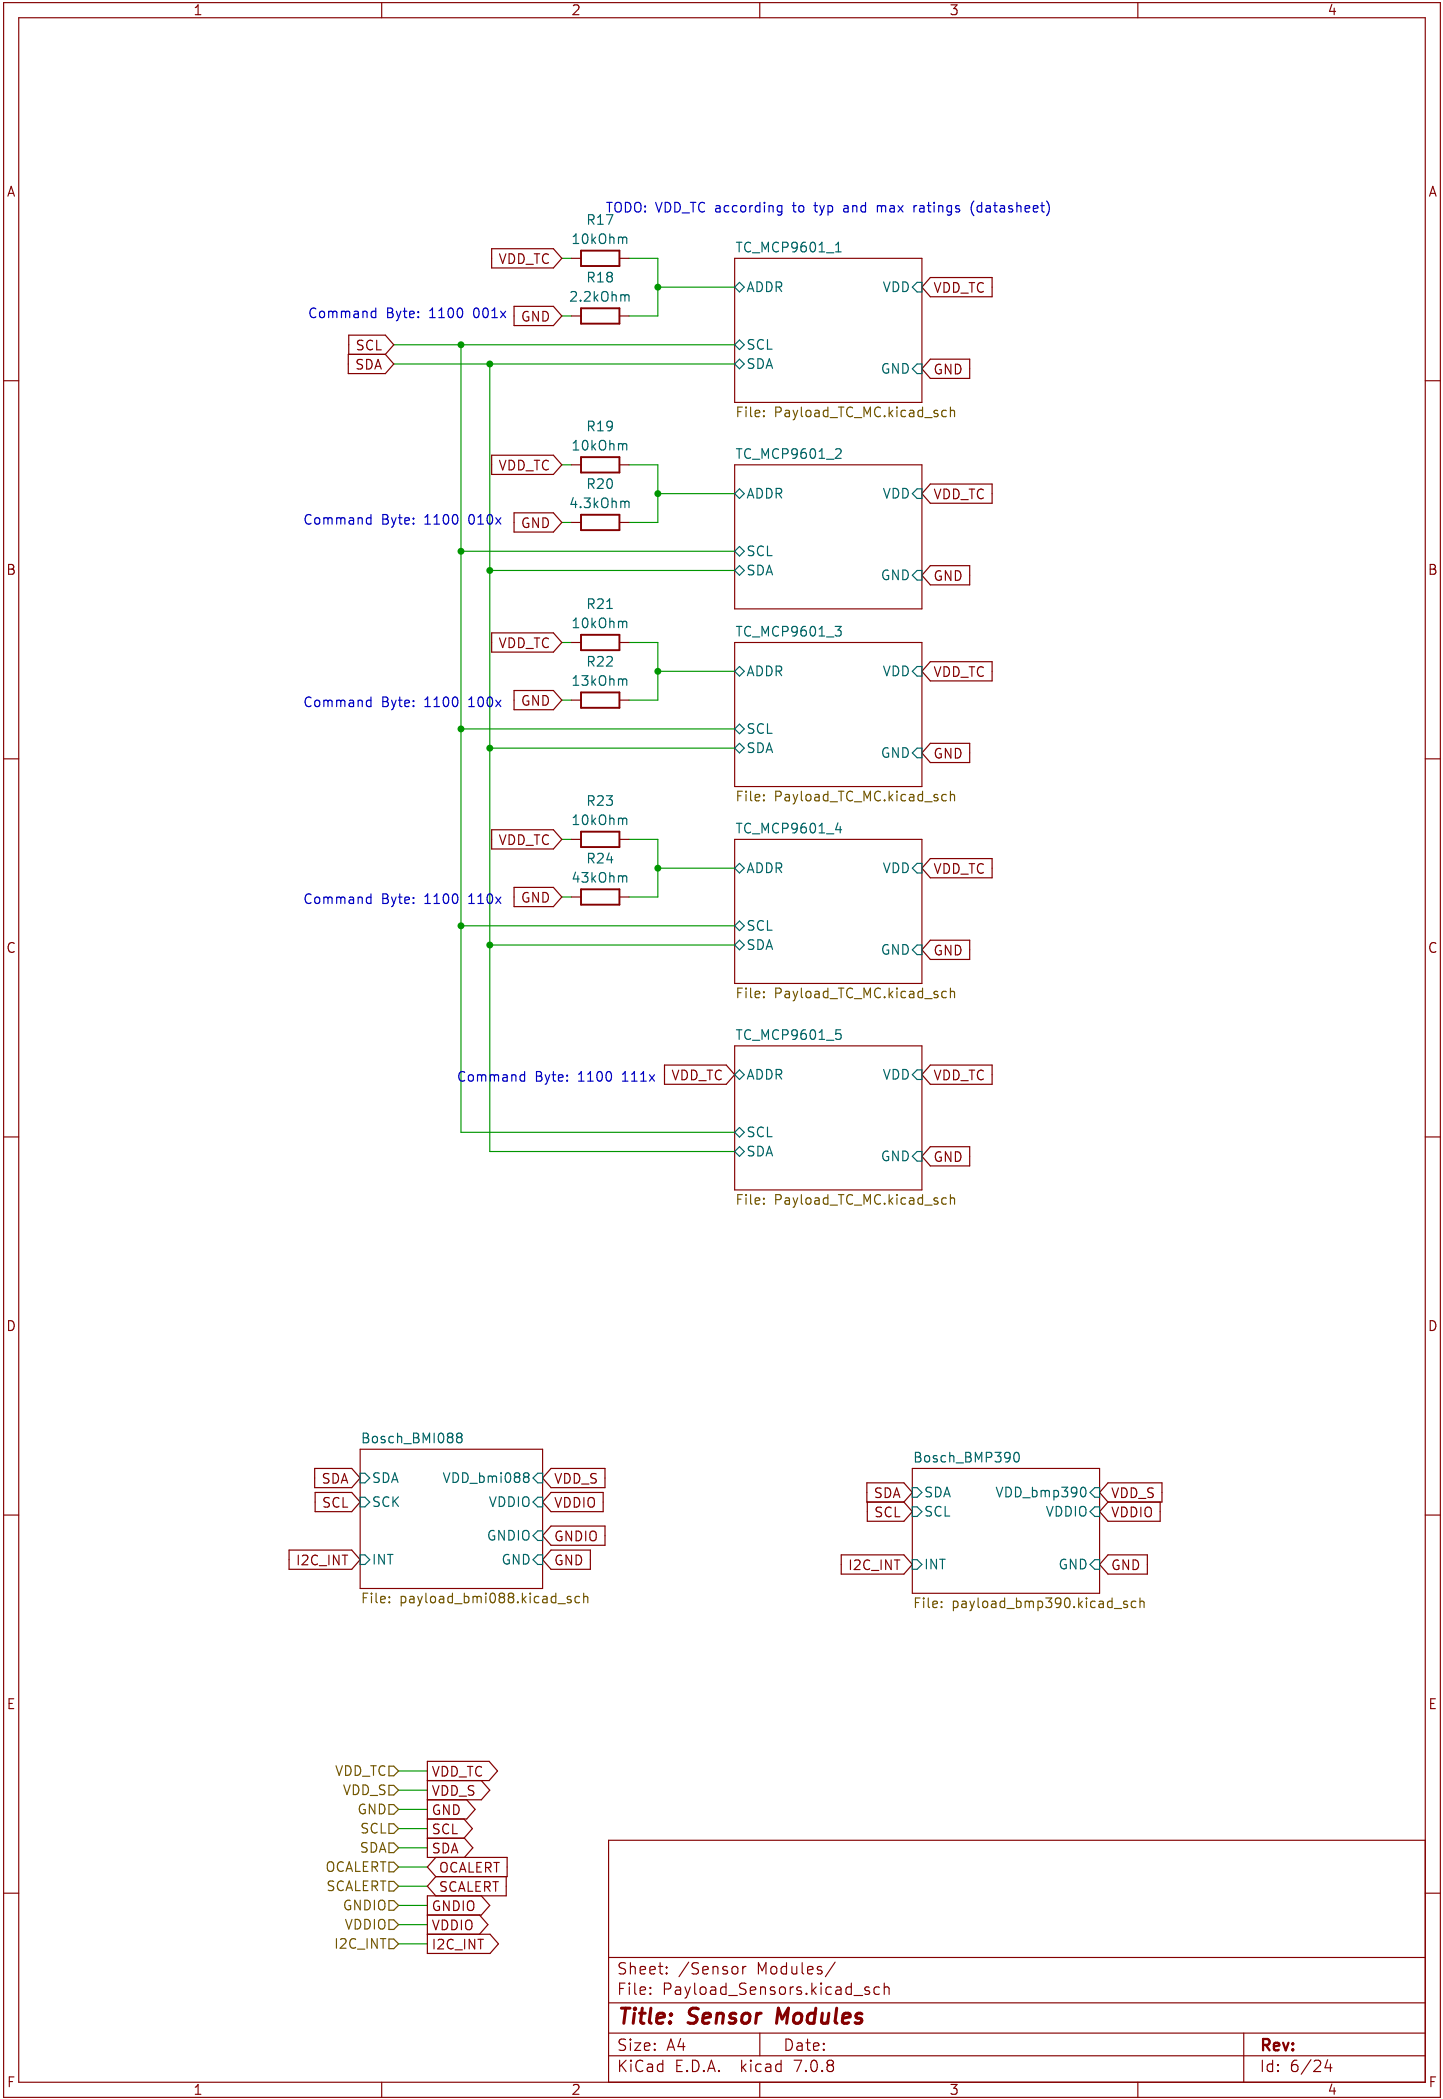 1 2 3 4
A A
TODO: VDD_TC according to typ and max ratings (datasheet)
R17
10kOhm
TC_MCP9601_1
VDD_TC
R18
2.2kOhm
ADDR VDD VDD_TC
Command Byte: 1100 001x GND
SCL SCL
SDA SDA
GND GND
File: Payload_TC_MC.kicad_sch
R19
10kOhm
TC_MCP9601_2
VDD_TC
R20
4.3kOhm
ADDR VDD VDD_TC
Command Byte: 1100 010x GND
SCL
B SDA GND GND B
R21
10kOhm
TC_MCP9601_3
VDD_TC
R22
13kOhm
ADDR VDD VDD_TC
Command Byte: 1100 100x GND
SCL
SDA GND GND
File: Payload_TC_MC.kicad_sch
R23
10kOhm
TC_MCP9601_4
VDD_TC
R24
43kOhm
ADDR VDD VDD_TC
Command Byte: 1100 110x GND
SCL
C SDA GND GND C
File: Payload_TC_MC.kicad_sch
TC_MCP9601_5
Command Byte: 1100 111x VDD_TC ADDR VDD VDD_TC
SCL
SDA GND GND
File: Payload_TC_MC.kicad_sch
D D
Bosch_BMI088
SDA SDA VDD_bmi088 VDD_S
SCL SCK VDDIO VDDIO
GNDIO GNDIO
I2C_INT INT GND GND
File: payload_bmi088.kicad_sch
Bosch_BMP390
SDA SDA VDD_bmp390 VDD_S
SCL SCL VDDIO VDDIO
I2C_INT INT GND GND
File: payload_bmp390.kicad_sch
E E
VDD_TC VDD_TC
VDD_S VDD_S
GND GND
SCL SCL
SDA SDA
OCALERT OCALERT
SCALERT SCALERT
GNDIO GNDIO
VDDIO VDDIO
I2C_INT I2C_INT
Sheet: /Sensor Modules/
File: Payload_Sensors.kicad_sch
Title: Sensor Modules
Size: A4 Date: Rev:
KiCad E.D.A. kicad 7.0.8 Id: 6/24
F F
1 2 3 4